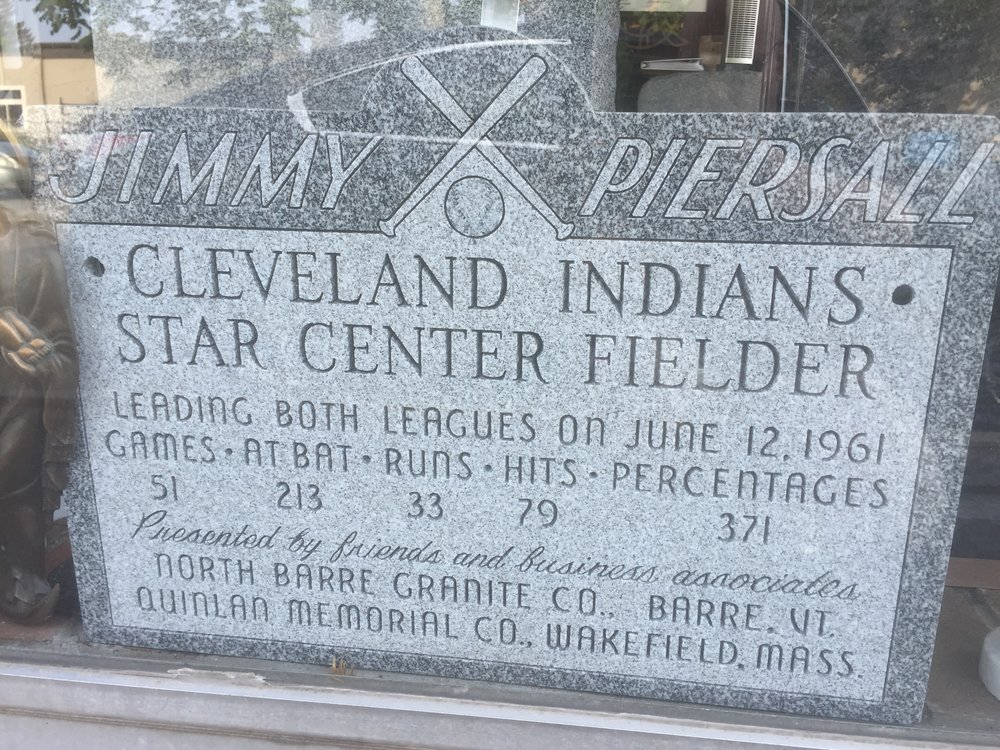 JIMMY PIERSALL
• CLEVELAND INDIANS •
STAR CENTER FIELDER
LEADING BOTH LEAGUES ON JUNE 12, 1961
GAMES • AT BAT • RUNS • HITS • PERCENTAGES
51 213 33 79 371
Presented by friends and business associates
NORTH BARRE GRANITE CO., BARRE, VT.
QUINLAN MEMORIAL CO., WAKEFIELD, MASS.